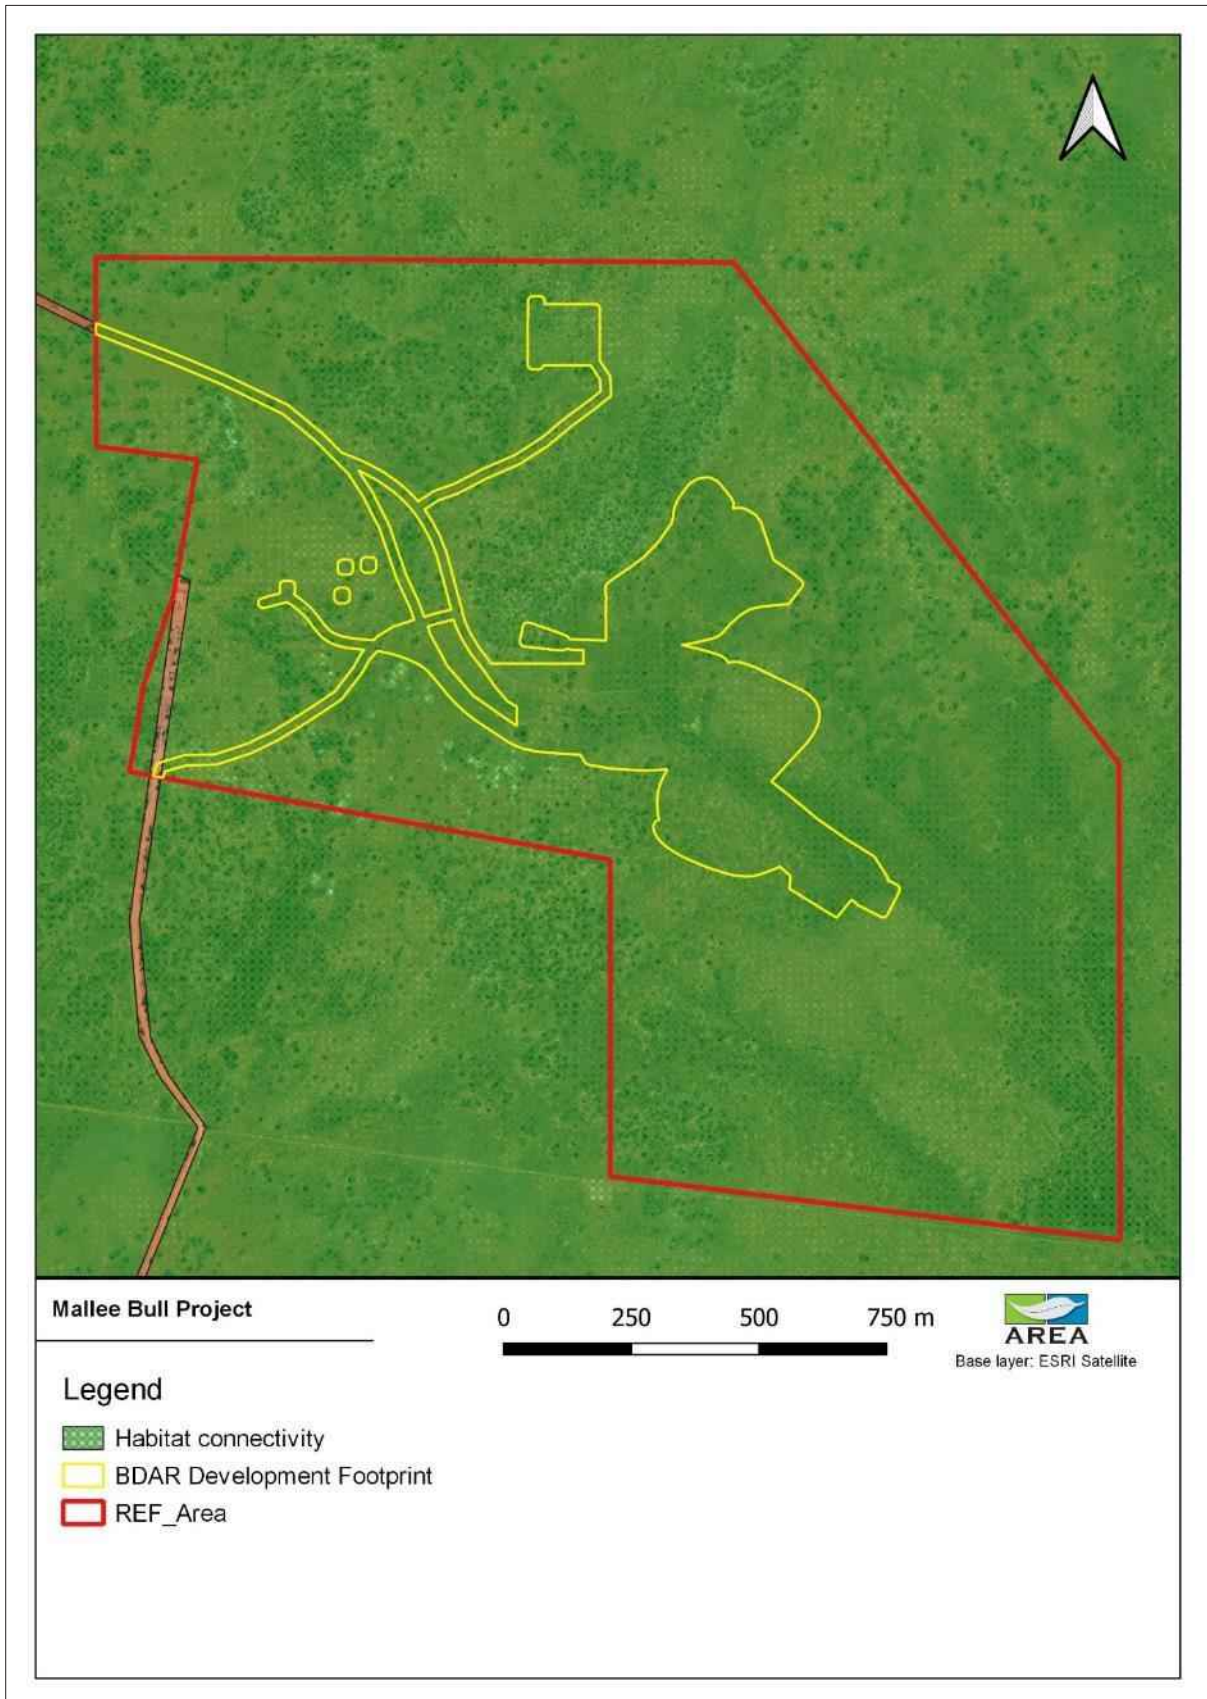 Mallee Bull Project
0 250 500 750 m
AREA
Base layer: ESRI Satellite
Legend
Habitat connectivity
BDAR Development Footprint
REF_Area